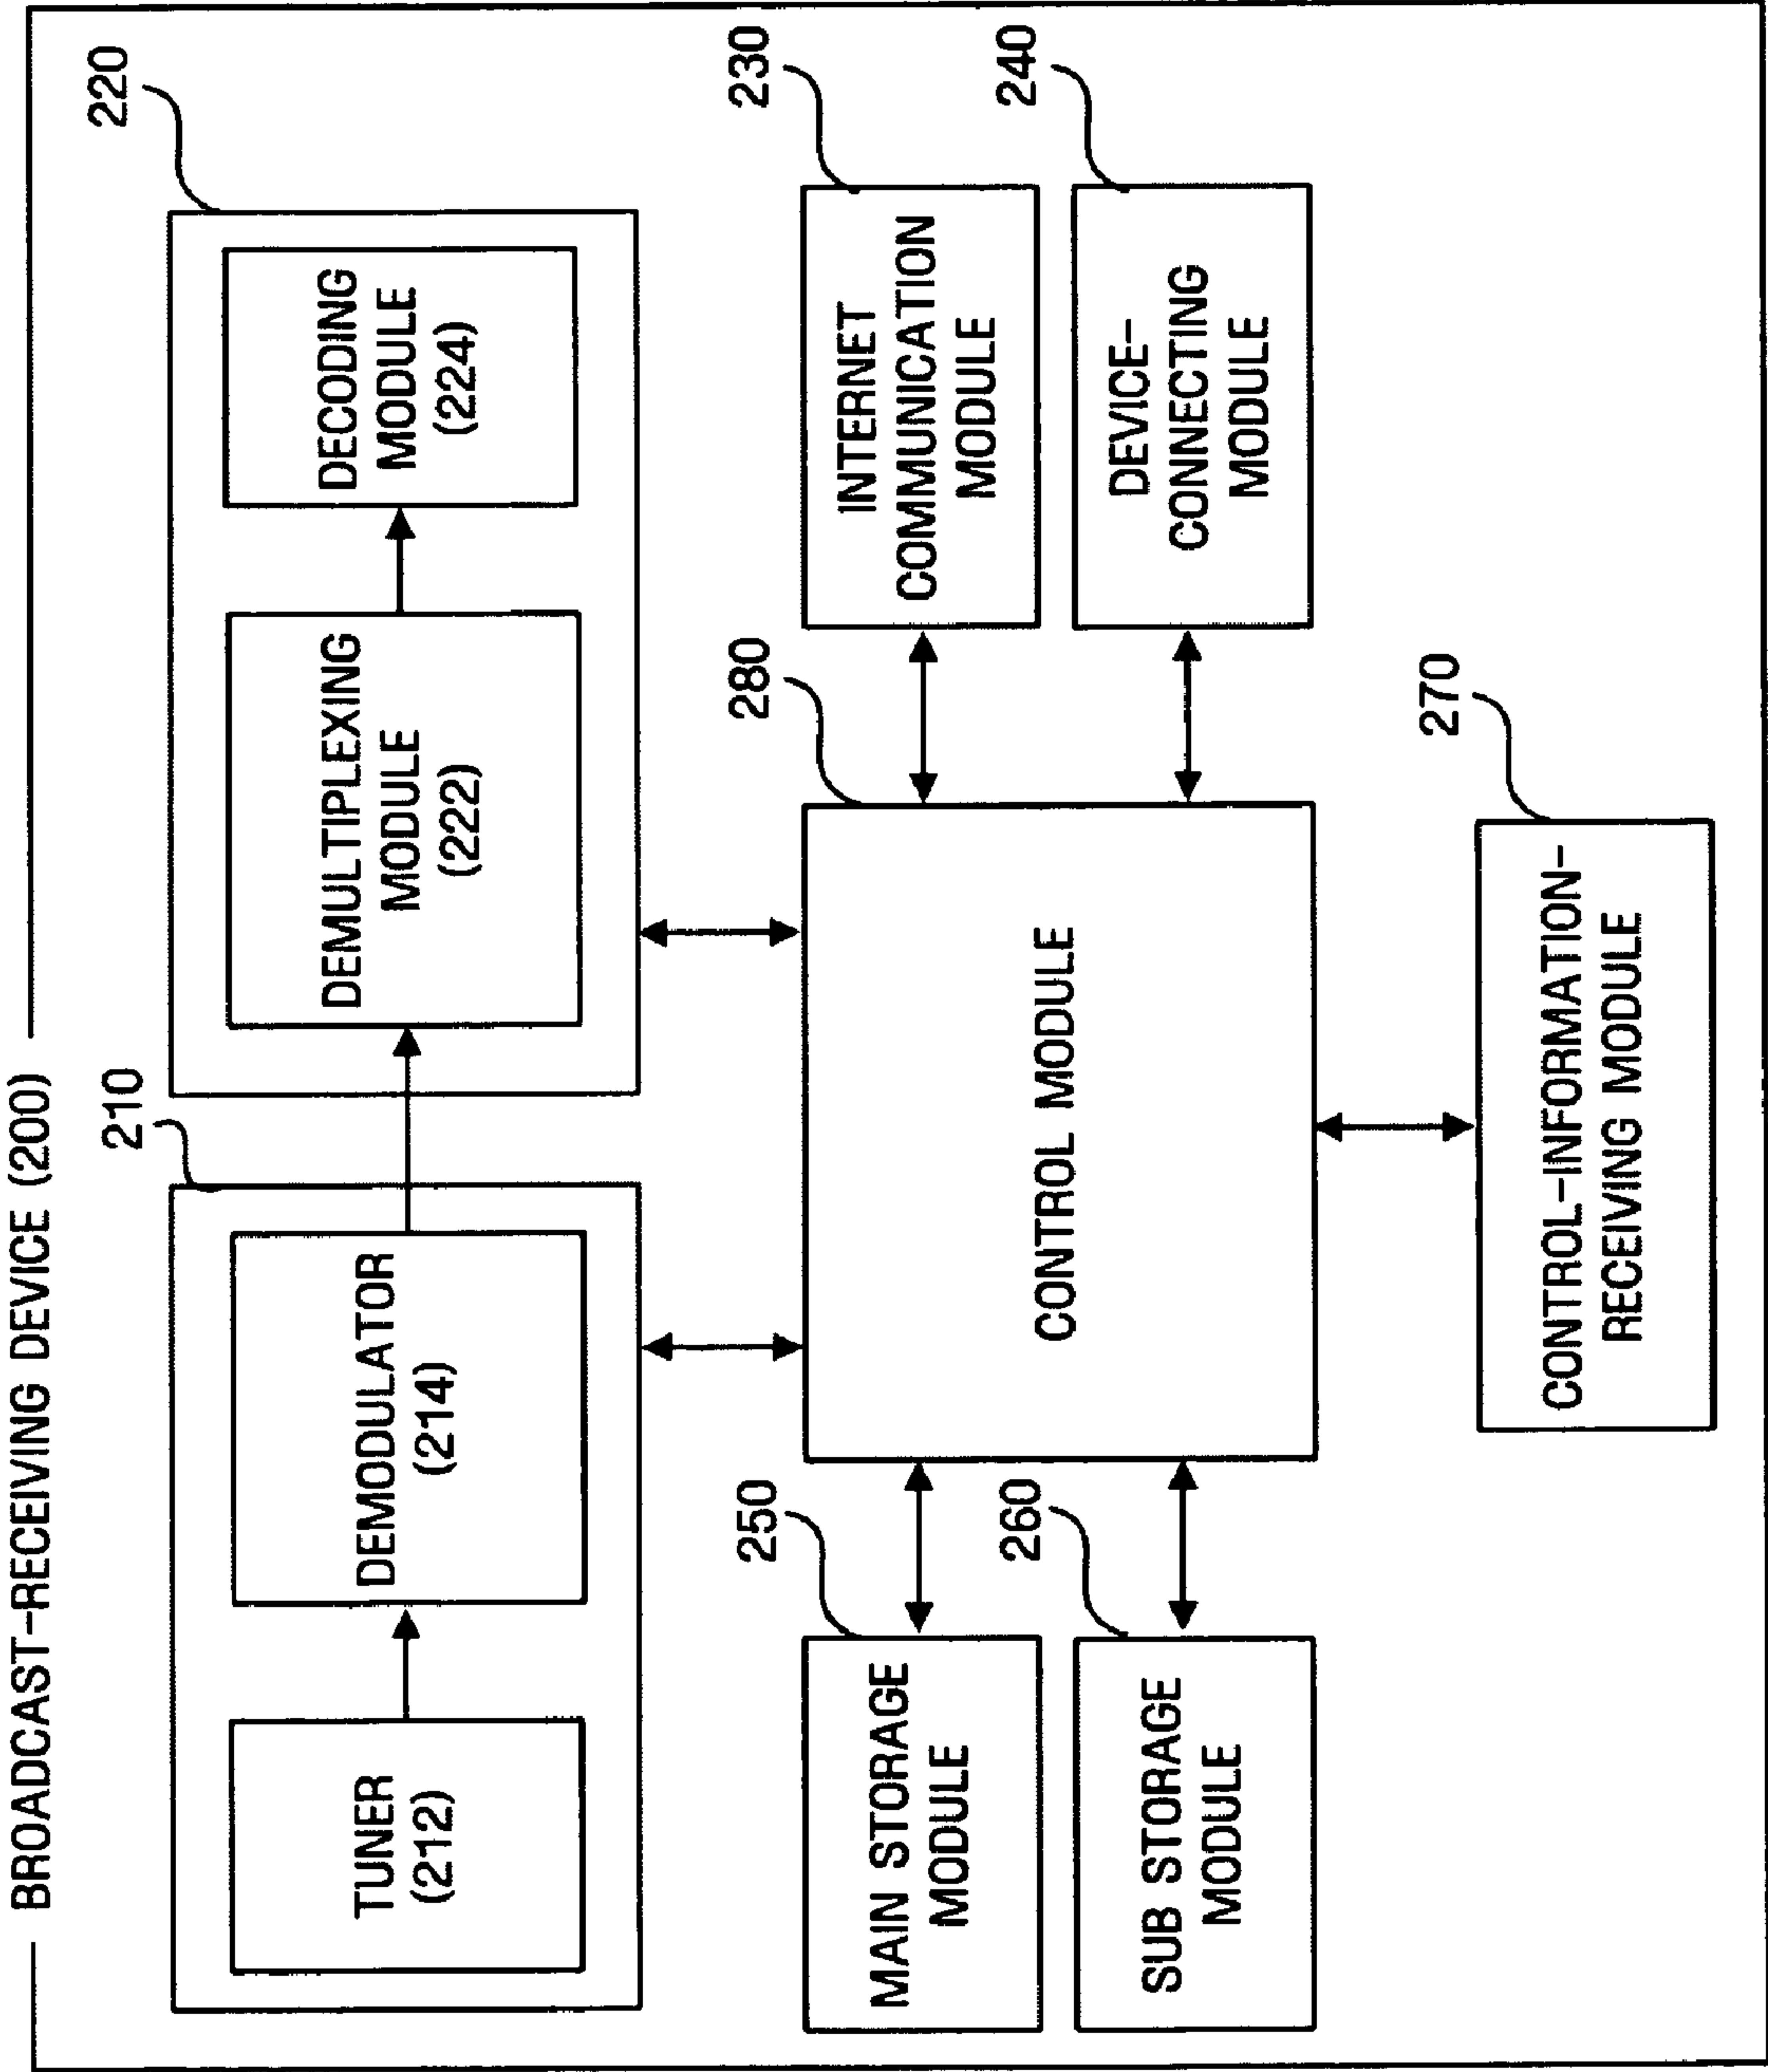 BROADCAST-RECEIVING DEVICE (200)
210
220
TUNER
(212)
DEMODULATOR
(214)
DEMULTIPLEXING
MODULE
(222)
DECODING
MODULE
(224)
250
280
230
MAIN STORAGE
MODULE
CONTROL MODULE
INTERNET
COMMUNICATION
MODULE
260
240
SUB STORAGE
MODULE
DEVICE-
CONNECTING
MODULE
270
CONTROL-INFORMATION-
RECEIVING MODULE